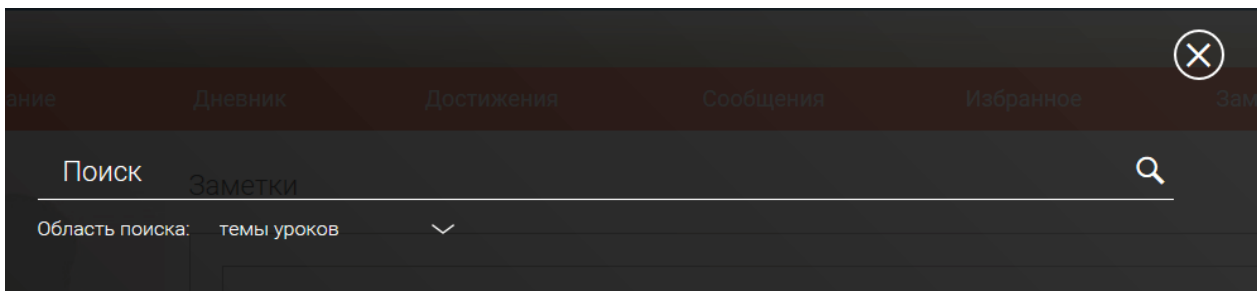 ание Дневник Достижения Сообщения Избранное Зам
Поиск
Заметки
Область поиска: темы уроков